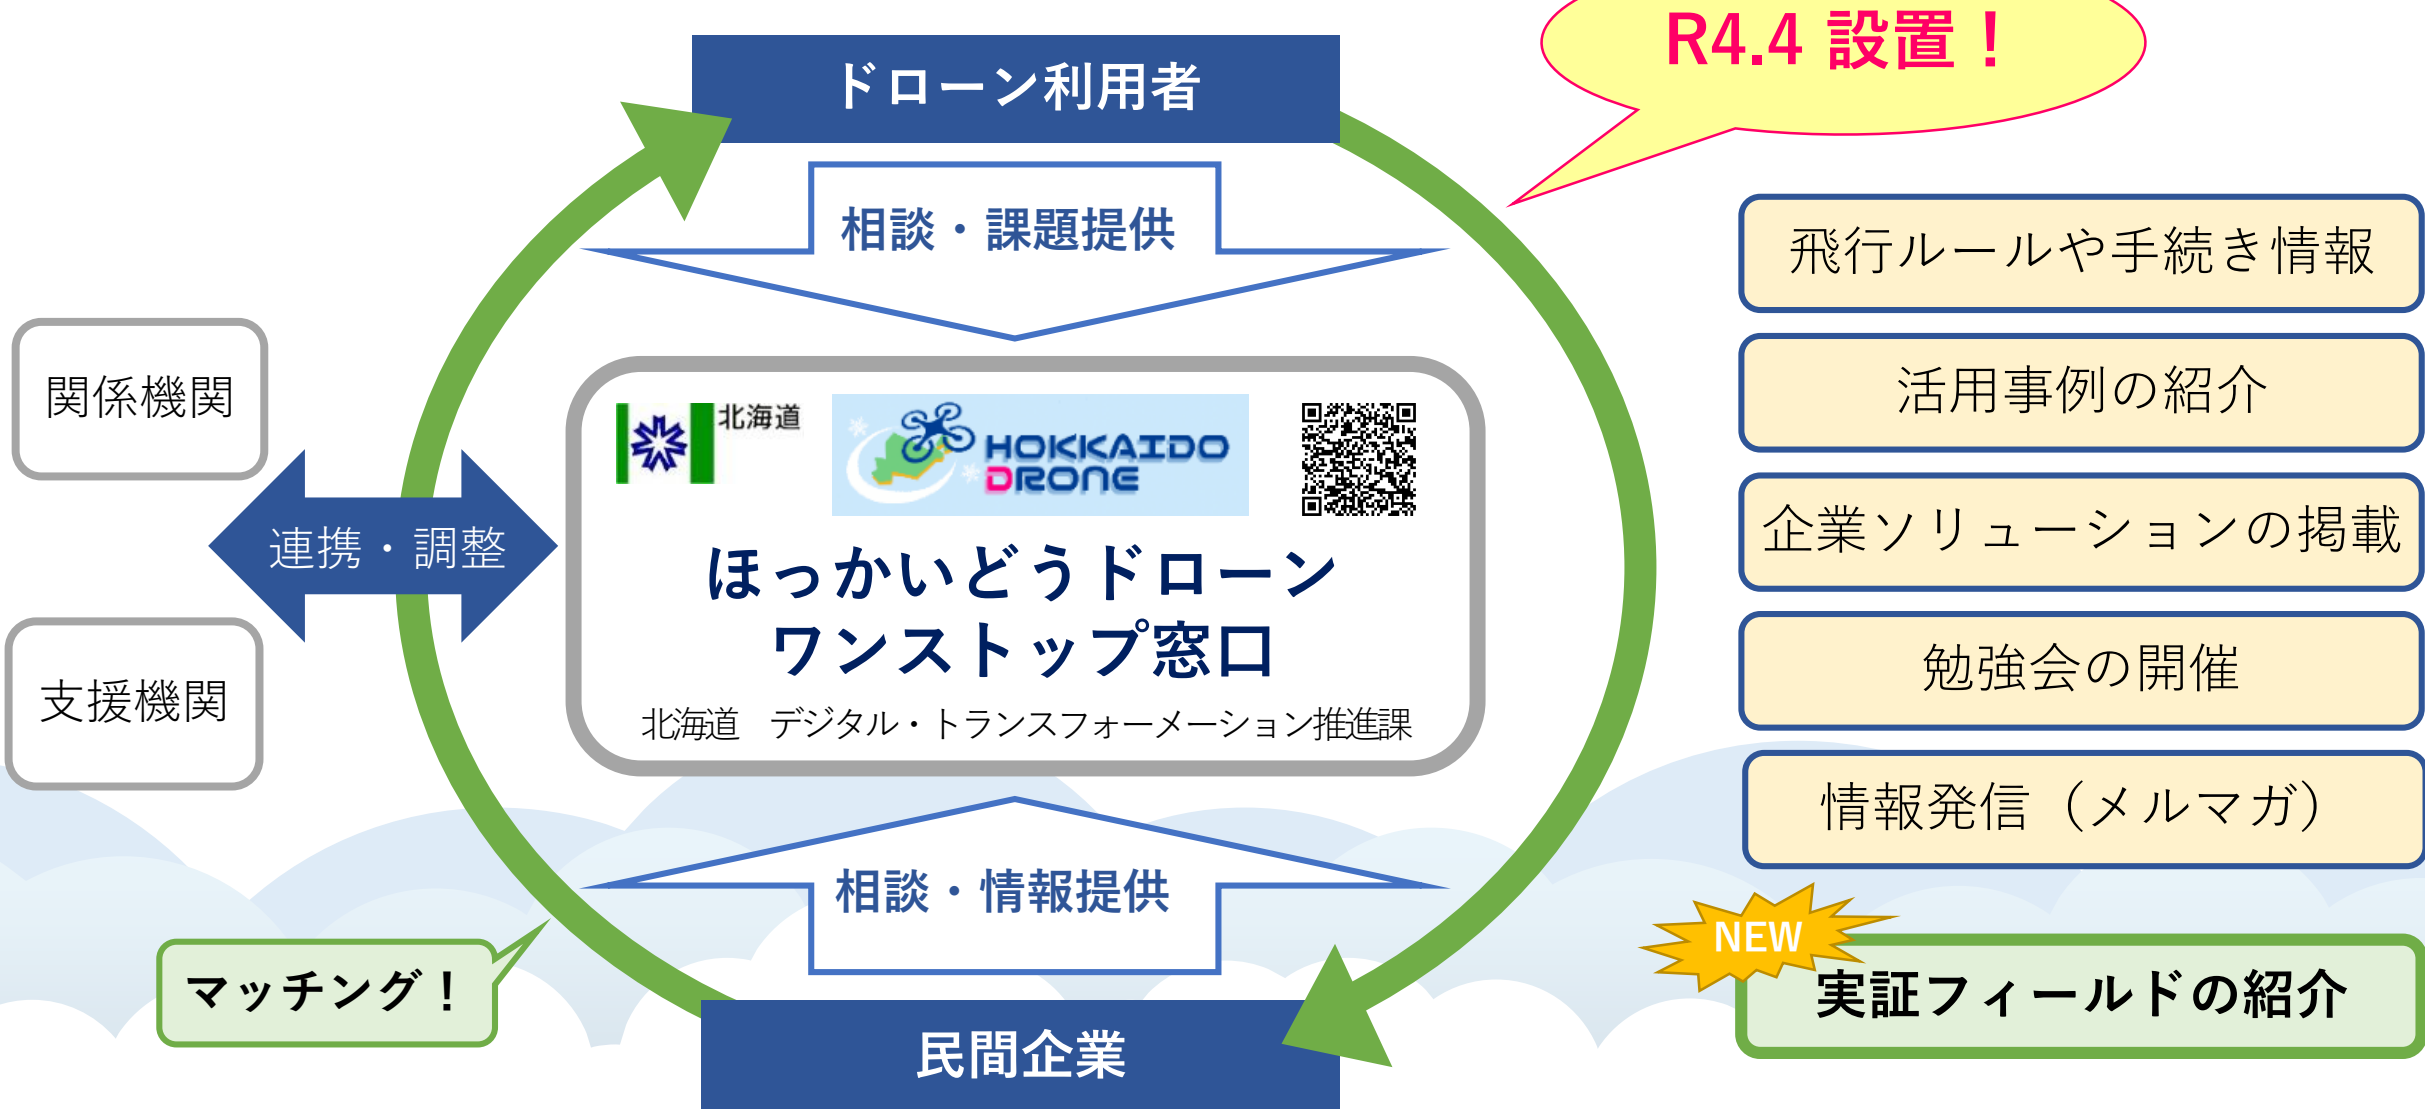 R4.4 設置！
ドローン利用者
相談・課題提供
関係機関
連携・調整
支援機関
北海道
HOKKAIDO
DRONE
ほっかいどうドローン
ワンストップ窓口
北海道　デジタル・トランスフォーメーション推進課
相談・情報提供
マッチング！
民間企業
飛行ルールや手続き情報
活用事例の紹介
企業ソリューションの掲載
勉強会の開催
情報発信（メルマガ）
NEW
実証フィールドの紹介